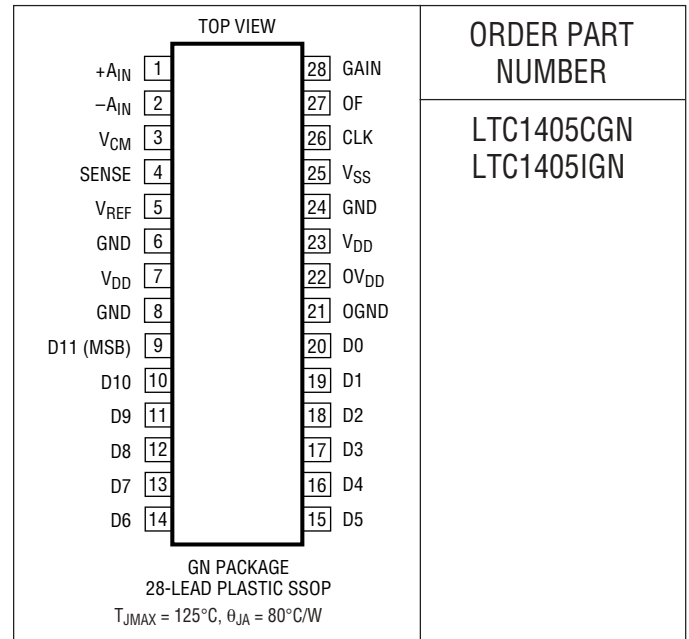 TOP VIEW
+AIN 1 28 GAIN
–AIN 2 27 OF
VCM 3 26 CLK
SENSE 4 25 VSS
VREF 5 24 GND
GND 6 23 VDD
VDD 7 22 OVDD
GND 8 21 OGND
D11 (MSB) 9 20 D0
D10 10 19 D1
D9 11 18 D2
D8 12 17 D3
D7 13 16 D4
D6 14 15 D5
GN PACKAGE
28-LEAD PLASTIC SSOP
TJMAX = 125°C, θJA = 80°C/W
ORDER PART
NUMBER
LTC1405CGN
LTC1405IGN